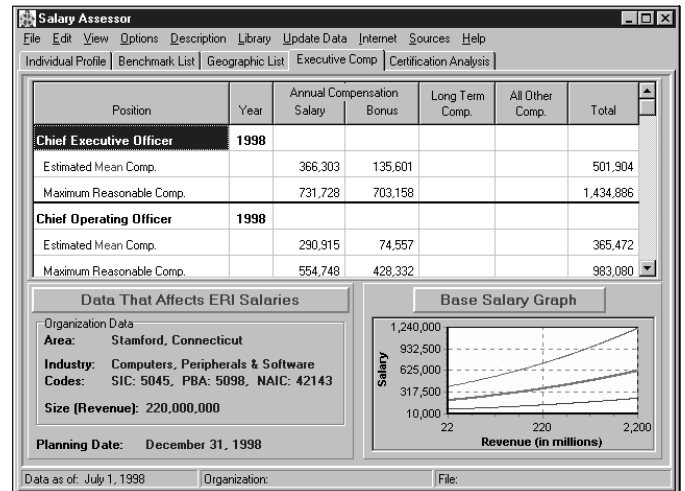 Salary Assessor
File Edit View Options Description Library Update Data Internet Sources Help
Individual Profile Benchmark List Geographic List Executive Comp Certification Analysis
Position Year Annual Compensation Salary Bonus Long Term Comp. All Other Comp. Total
Chief Executive Officer 1998
Estimated Mean Comp. 366,303 135,601 501,904
Maximum Reasonable Comp. 731,728 703,158 1,434,886
Chief Operating Officer 1998
Estimated Mean Comp. 290,915 74,557 365,472
Maximum Reasonable Comp. 554,748 428,332 983,080
Data That Affects ERI Salaries
Organization Data
Area: Stamford, Connecticut
Industry: Computers, Peripherals & Software
Codes: SIC: 5045, PBA: 5098, NAIC: 42143
Size (Revenue): 220,000,000
Planning Date: December 31, 1998
Base Salary Graph
Salary
1,240,000
932,500
625,000
317,500
10,000
22 220 2,200
Revenue (in millions)
Data as of: July 1, 1998 Organization: File: